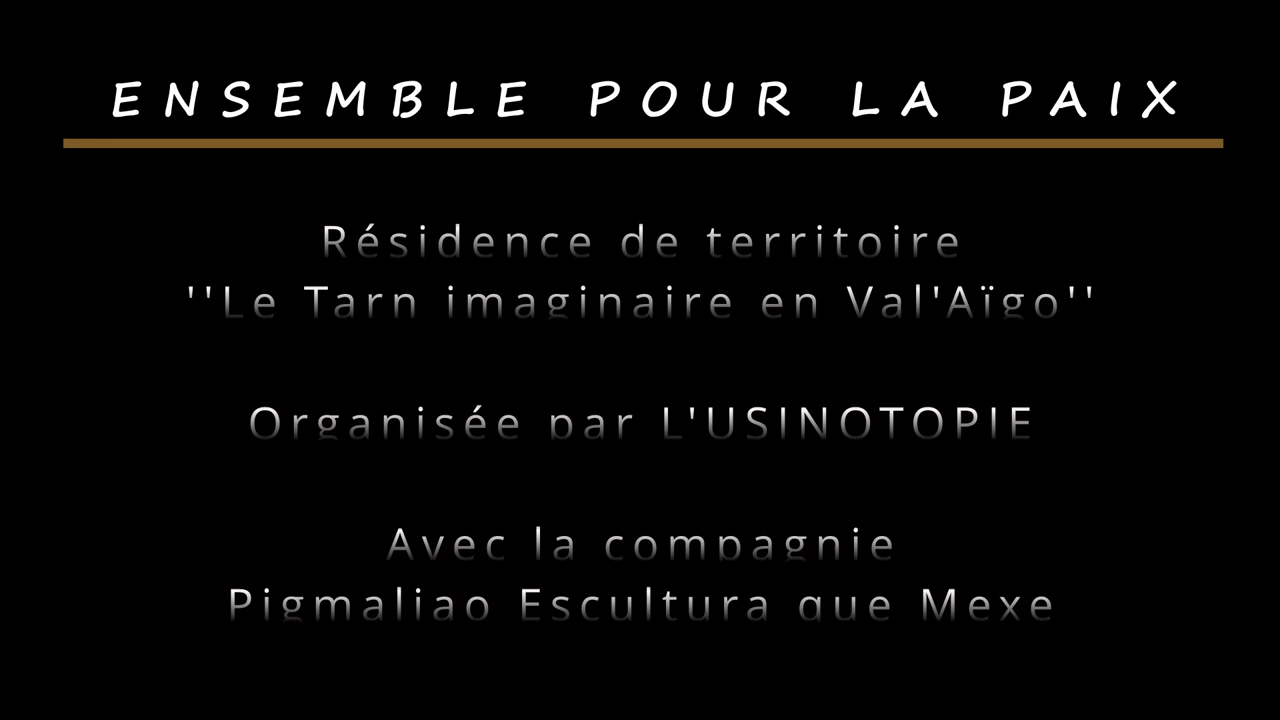 ENSEMBLE POUR LA PAIX
Résidence de territoire
''Le Tarn imaginaire en Val'Aïgo''
Organisée par L'USINOTOPIE
Avec la compagnie
Pigmaliao Escultura que Mexe